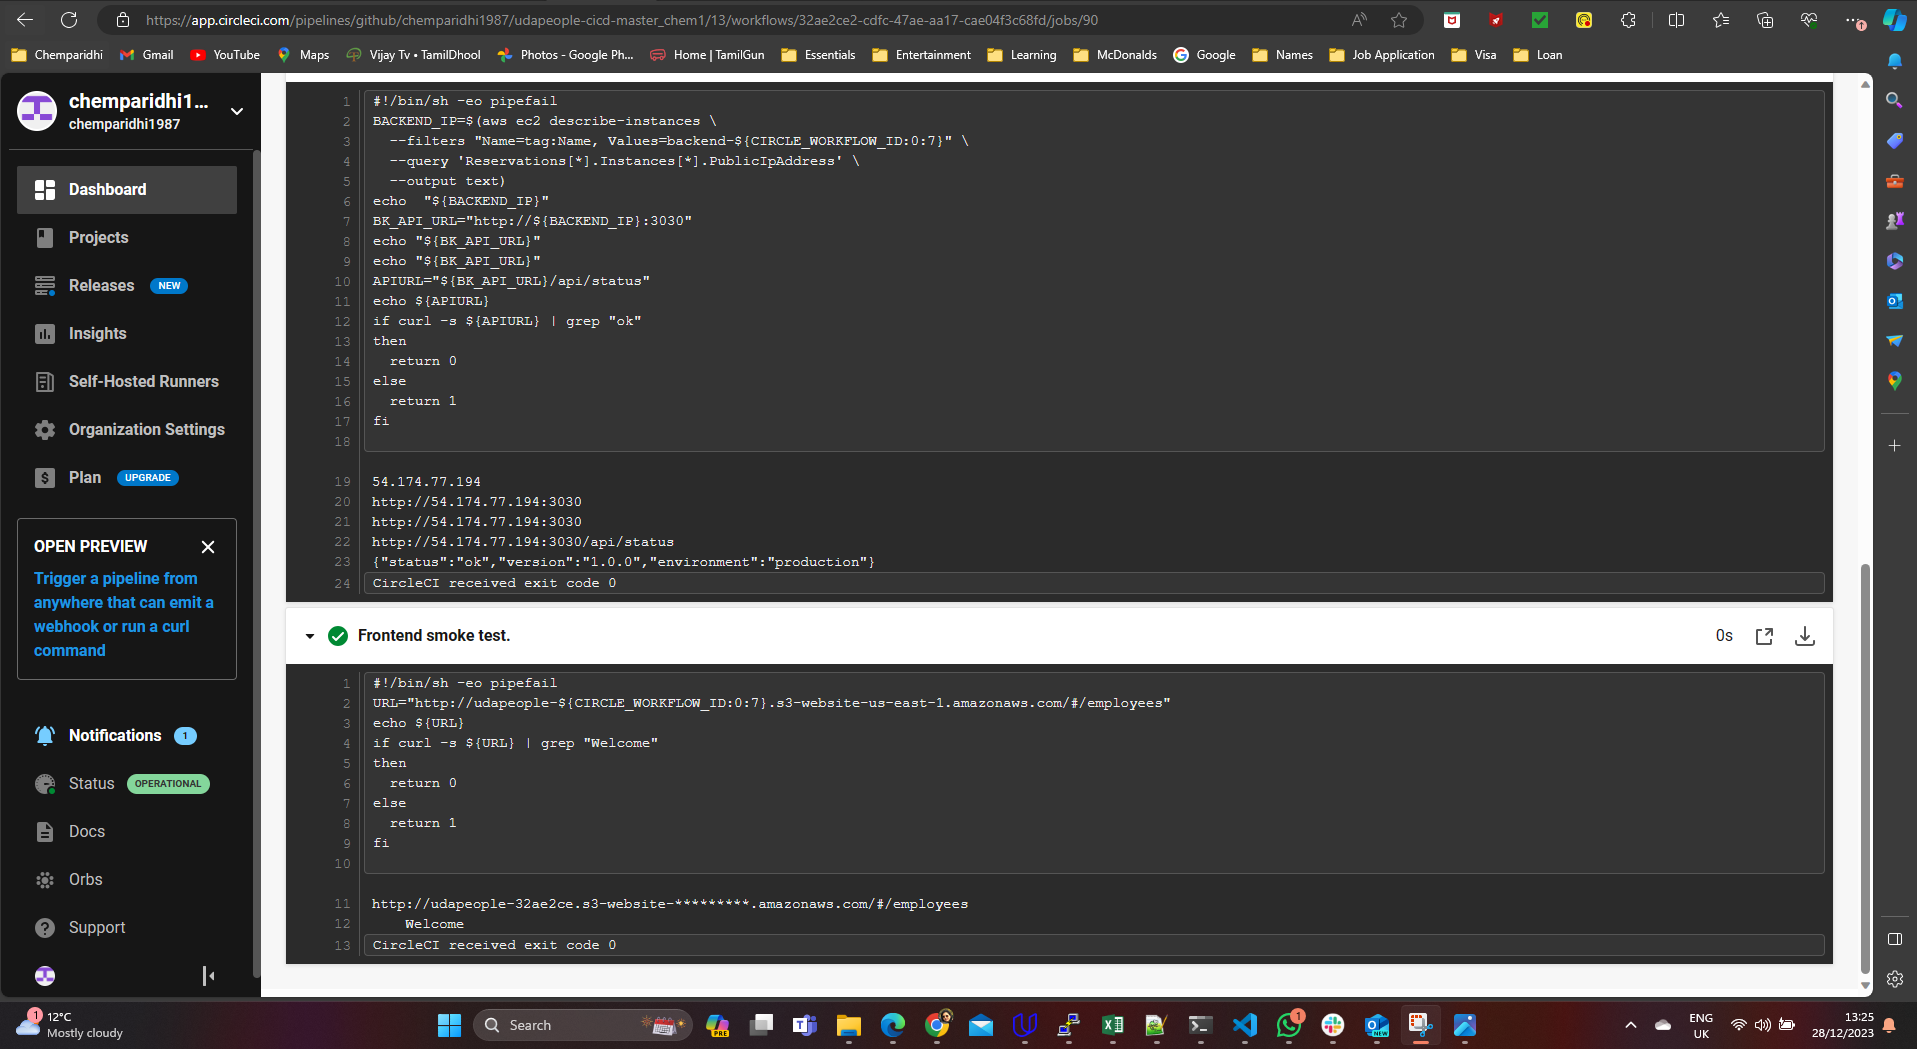 https://app.circleci.com/pipelines/github/chemparidhi1987/udapeople-cicd-master_chem1/13/workflows/32ae2ce2-cdfc-47ae-aa17-cae04f3c68fd/jobs/90
Chemparidhi
Gmail
YouTube
Maps
Vijay Tv • TamilDhool
Photos - Google Ph...
Home | TamilGun
Essentials
Entertainment
Learning
McDonalds
Google
Names
Job Application
Visa
Loan
chemparidhi1...
chemparidhi1987
Dashboard
Projects
Releases NEW
Insights
Self-Hosted Runners
Organization Settings
Plan UPGRADE
OPEN PREVIEW
Trigger a pipeline from
anywhere that can emit a
webhook or run a curl
command
Notifications 1
Status OPERATIONAL
Docs
Orbs
Support
1 #!/bin/sh -eo pipefail
2 BACKEND_IP=$(aws ec2 describe-instances \
3 --filters "Name=tag:Name, Values=backend-${CIRCLE_WORKFLOW_ID:0:7}" \
4 --query 'Reservations[*].Instances[*].PublicIpAddress' \
5 --output text)
6 echo  "${BACKEND_IP}"
7 BK_API_URL="http://${BACKEND_IP}:3030"
8 echo "${BK_API_URL}"
9 echo "${BK_API_URL}"
10 APIURL="${BK_API_URL}/api/status"
11 echo ${APIURL}
12 if curl -s ${APIURL} | grep "ok"
13 then
14 return 0
15 else
16 return 1
17 fi
18
19 54.174.77.194
20 http://54.174.77.194:3030
21 http://54.174.77.194:3030
22 http://54.174.77.194:3030/api/status
23 {"status":"ok","version":"1.0.0","environment":"production"}
24 CircleCI received exit code 0
Frontend smoke test. 0s
1 #!/bin/sh -eo pipefail
2 URL="http://udapeople-${CIRCLE_WORKFLOW_ID:0:7}.s3-website-us-east-1.amazonaws.com/#/employees"
3 echo ${URL}
4 if curl -s ${URL} | grep "Welcome"
5 then
6 return 0
7 else
8 return 1
9 fi
10
11 http://udapeople-32ae2ce.s3-website-*********.amazonaws.com/#/employees
12 Welcome
13 CircleCI received exit code 0
1
12°C
Mostly cloudy
Search
PRE
1
NEW
ENG
UK
13:25
28/12/2023